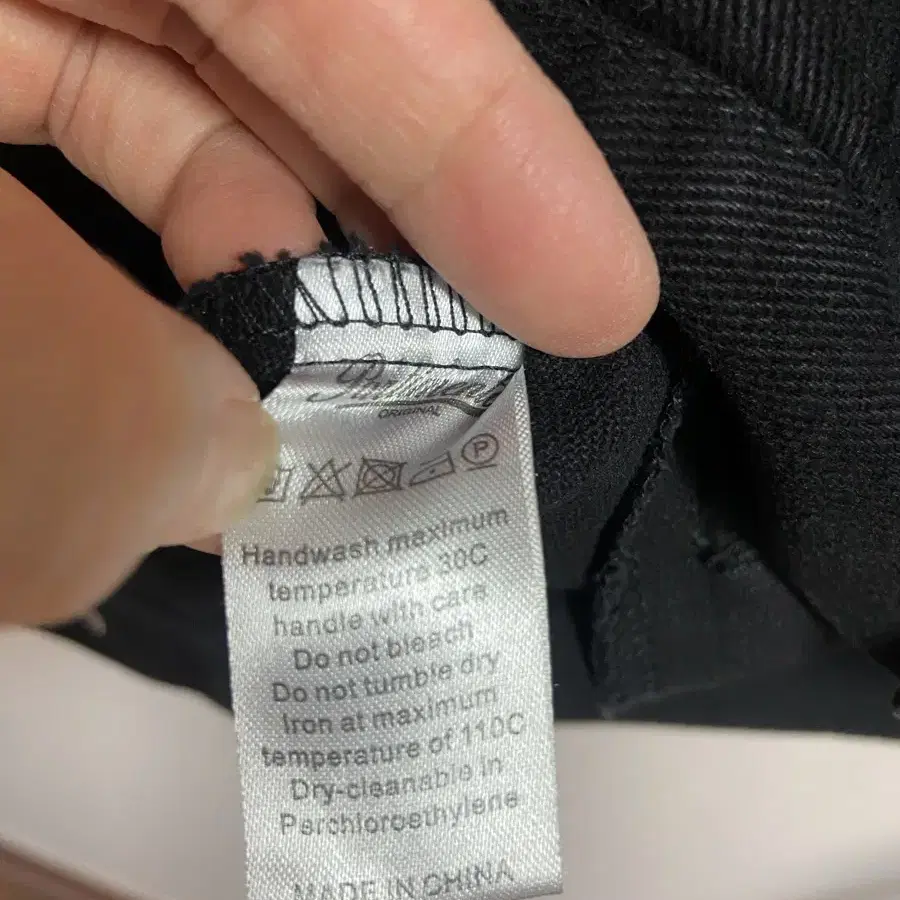 ORIGINAL
P
Handwash maximum
temperature 30C
handle with care
Do not bleach
Do not tumble dry
Iron at maximum
temperature of 110C
Dry-cleanable in
Perchloroethylene
MADE IN CHINA